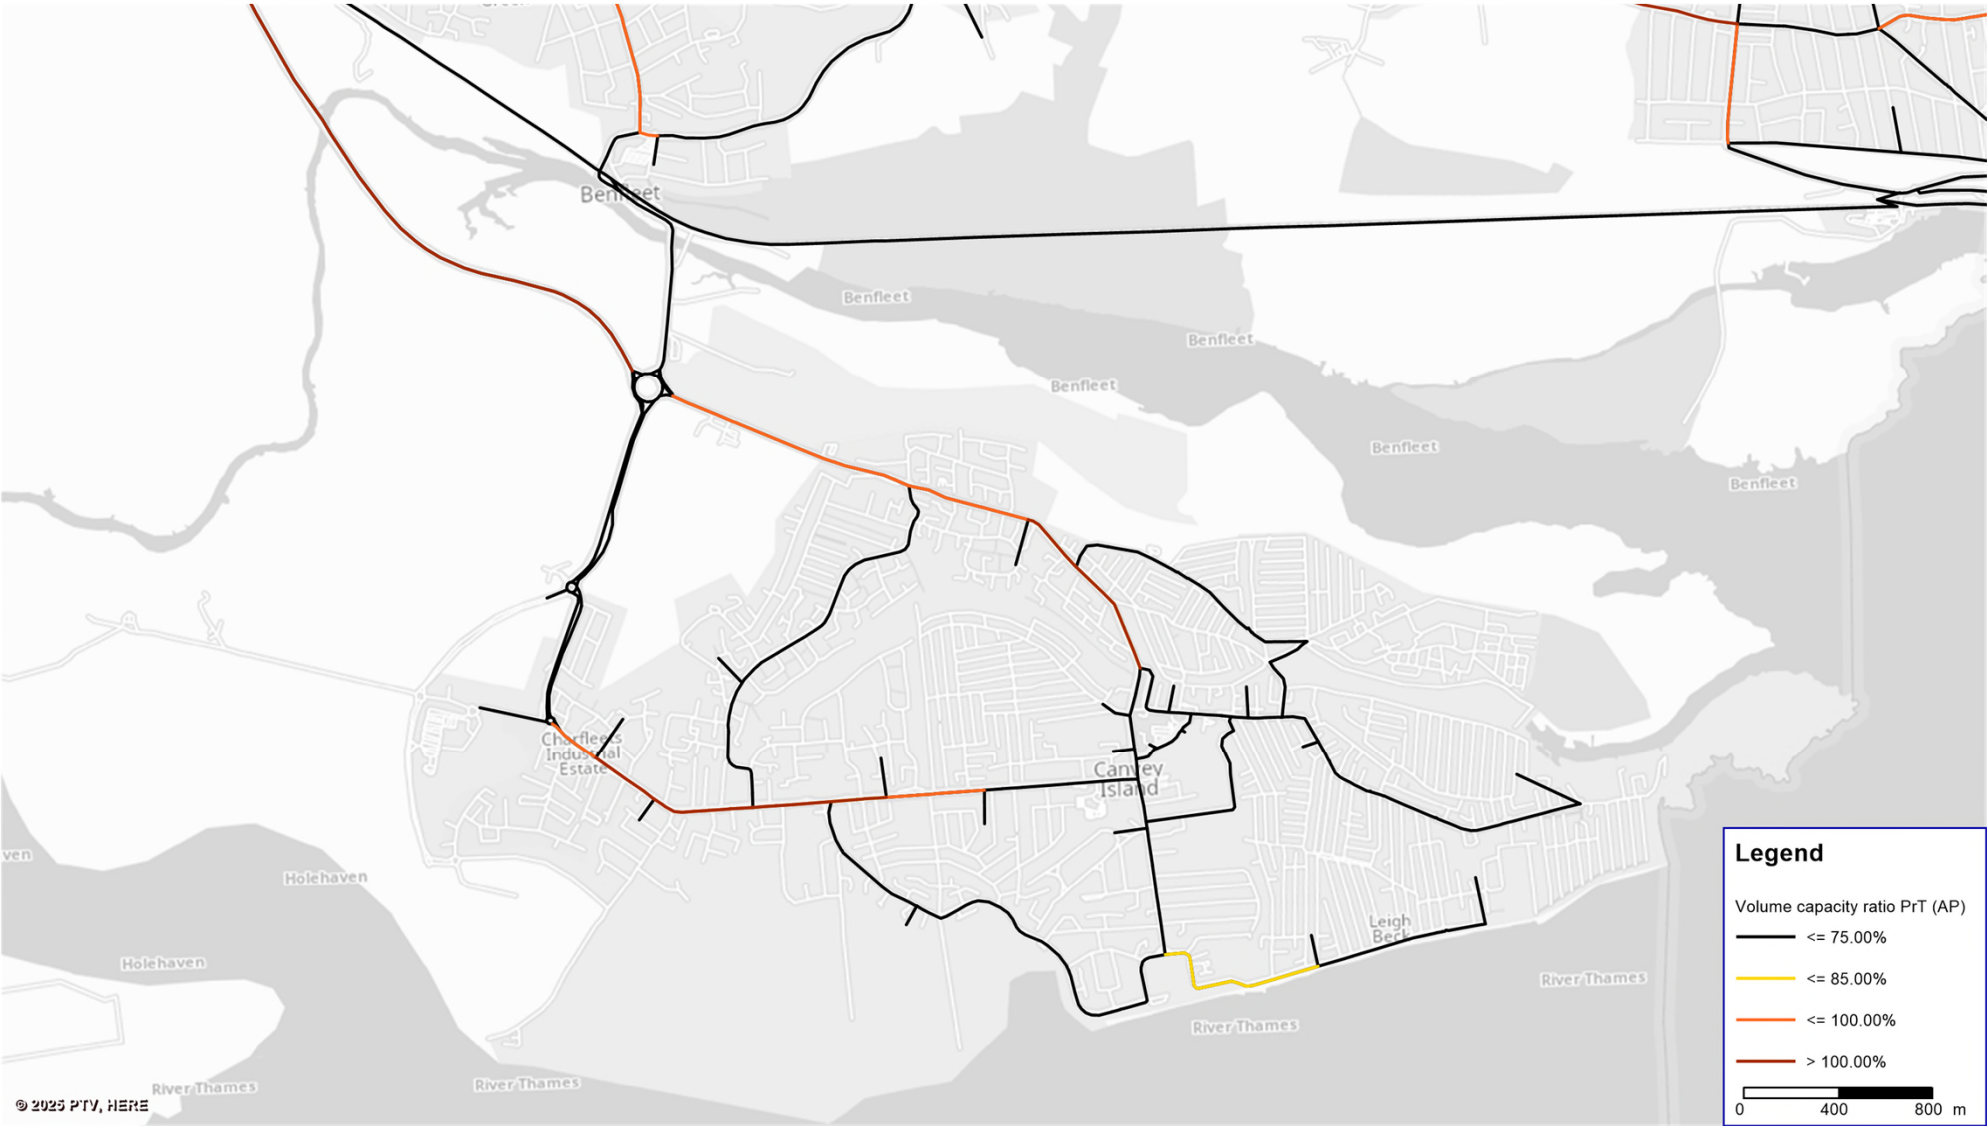 Benfleet
Benfleet
Benfleet
Benfleet
Benfleet
Benfleet
Charfleets
Industrial
Estate
Canvey
Island
ven
Holehaven
Holehaven
Leigh
Beck
River Thames
River Thames
River Thames
River Thames
© 2025 PTV, HERE
Legend
Volume capacity ratio PrT (AP)
<= 75.00%
<= 85.00%
<= 100.00%
> 100.00%
0 400 800 m